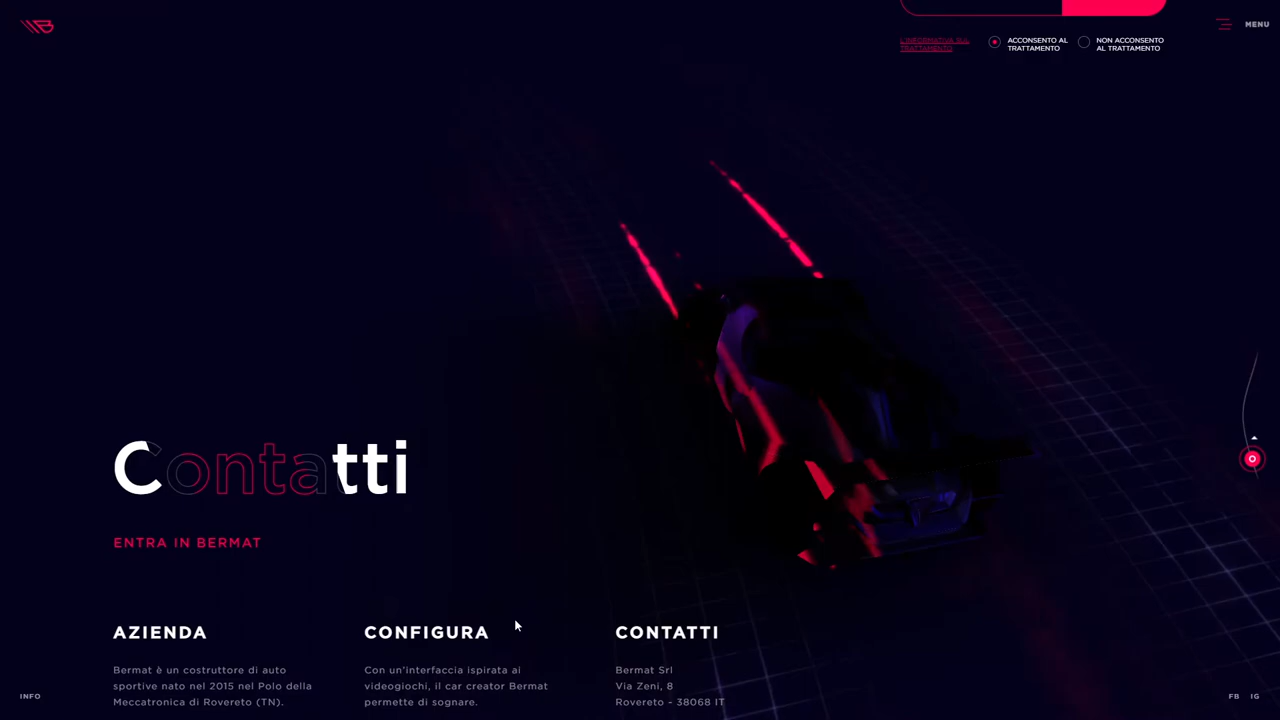 MENU
L'INFORMATIVA SUL
TRATTAMENTO
ACCONSENTO AL
TRATTAMENTO
NON ACCONSENTO
AL TRATTAMENTO
Contatti
ENTRA IN BERMAT
AZIENDA
Bermat è un costruttore di auto
sportive nato nel 2015 nel Polo della
Meccatronica di Rovereto (TN).
CONFIGURA
Con un'interfaccia ispirata ai
videogiochi, il car creator Bermat
permette di sognare.
CONTATTI
Bermat Srl
Via Zeni, 8
Rovereto - 38068 IT
INFO
FB IG